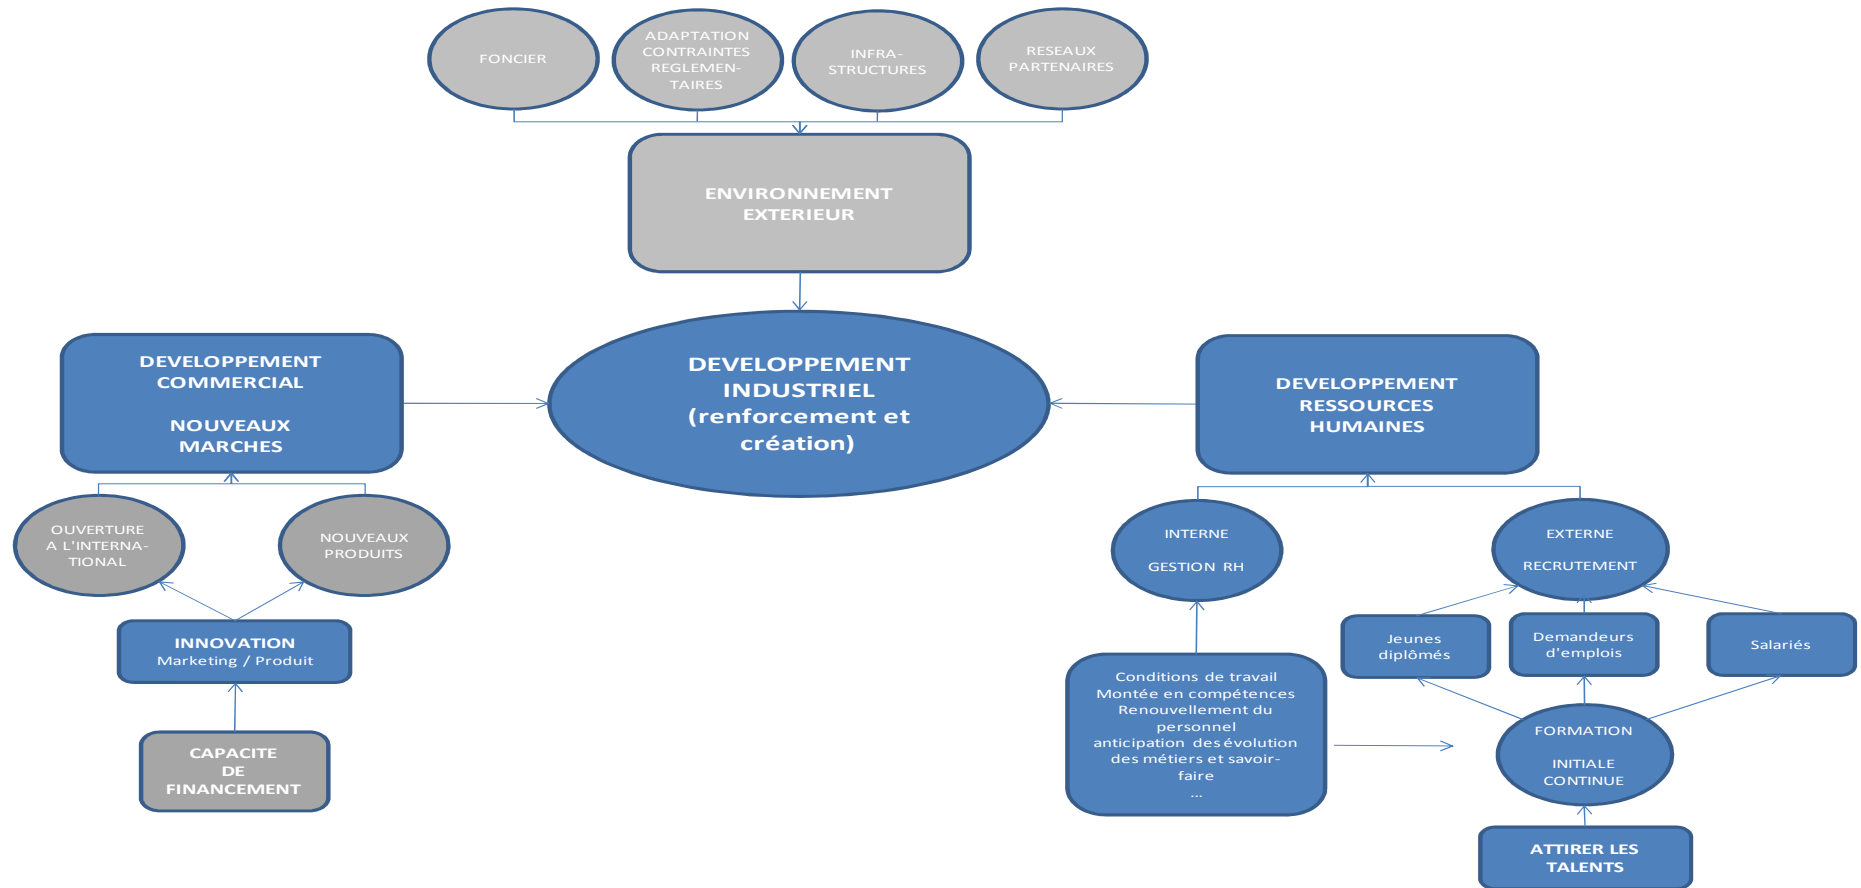 FONCIER
ADAPTATION
CONTRAINTES
REGLEMEN-
TAIRES
INFRA-
STRUCTURES
RESEAUX
PARTENAIRES
ENVIRONNEMENT
EXTERIEUR
DEVELOPPEMENT
COMMERCIAL
NOUVEAUX
MARCHES
DEVELOPPEMENT
INDUSTRIEL
(renforcement et
création)
DEVELOPPEMENT
RESSOURCES
HUMAINES
OUVERTURE
A L'INTERNA-
TIONAL
NOUVEAUX
PRODUITS
INNOVATION
Marketing / Produit
CAPACITE
DE
FINANCEMENT
INTERNE
GESTION RH
EXTERNE
RECRUTEMENT
Jeunes
diplômés
Demandeurs
d'emplois
Salariés
Conditions de travail
Montée en compétences
Renouvellement du
personnel
anticipation des évolution
des métiers et savoir-
faire
...
FORMATION
INITIALE
CONTINUE
ATTIRER LES
TALENTS